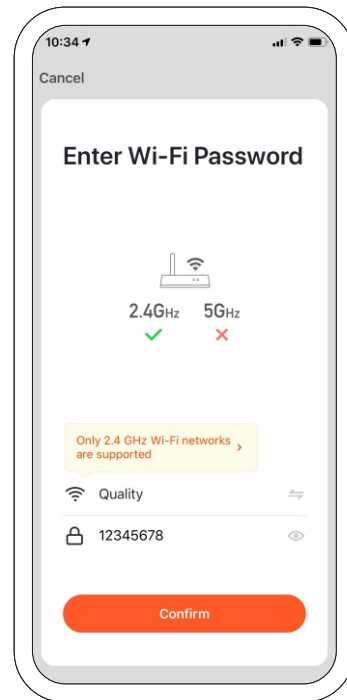 10:34
Cancel
Enter Wi-Fi Password
2.4GHz 5GHz
Only 2.4 GHz Wi-Fi networks
are supported
Quality
12345678
Confirm